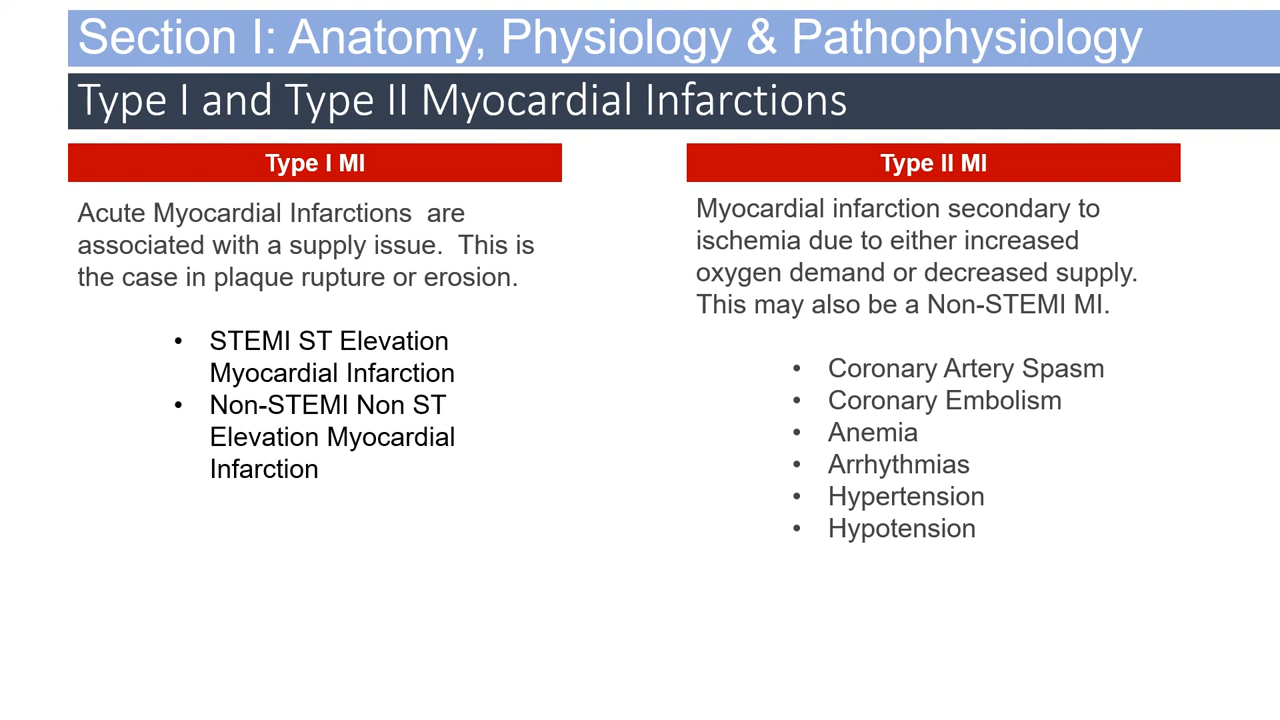 Section I: Anatomy, Physiology & Pathophysiology
Type I and Type II Myocardial Infarctions
Type I MI
Acute Myocardial Infarctions  are
associated with a supply issue.  This is
the case in plaque rupture or erosion.
• STEMI ST Elevation
Myocardial Infarction
• Non-STEMI Non ST
Elevation Myocardial
Infarction
Type II MI
Myocardial infarction secondary to
ischemia due to either increased
oxygen demand or decreased supply.
This may also be a Non-STEMI MI.
• Coronary Artery Spasm
• Coronary Embolism
• Anemia
• Arrhythmias
• Hypertension
• Hypotension